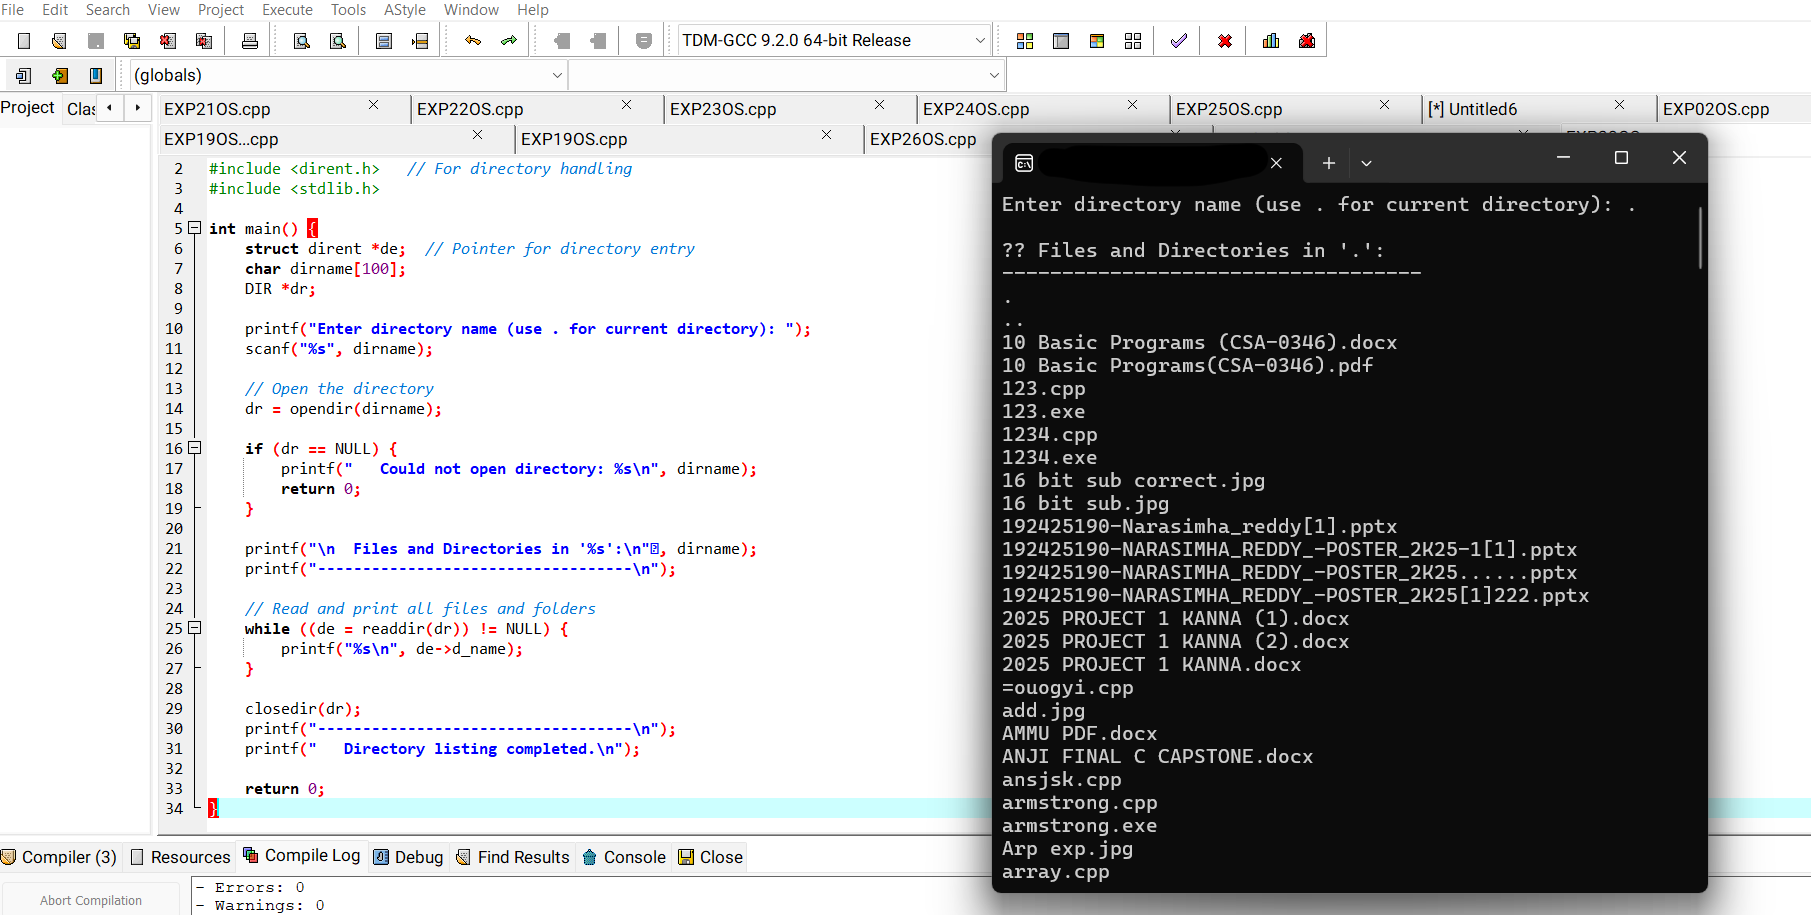 File Edit Search View Project Execute Tools AStyle Window Help
TDM-GCC 9.2.0 64-bit Release
(globals)
Project Clas
EXP21OS.cpp EXP22OS.cpp EXP23OS.cpp EXP24OS.cpp EXP25OS.cpp [*] Untitled6 EXP02OS.cpp
EXP19OS...cpp EXP19OS.cpp EXP26OS.cpp
2 #include <dirent.h>   // For directory handling
3 #include <stdlib.h>
4
5 int main() {
6     struct dirent *de;  // Pointer for directory entry
7     char dirname[100];
8     DIR *dr;
9
10     printf("Enter directory name (use . for current directory): ");
11     scanf("%s", dirname);
12
13     // Open the directory
14     dr = opendir(dirname);
15
16     if (dr == NULL) {
17         printf("   Could not open directory: %s\n", dirname);
18         return 0;
19     }
20
21     printf("\n  Files and Directories in '%s':\n", dirname);
22     printf("-----------------------------------\n");
23
24     // Read and print all files and folders
25     while ((de = readdir(dr)) != NULL) {
26         printf("%s\n", de->d_name);
27     }
28
29     closedir(dr);
30     printf("-----------------------------------\n");
31     printf("   Directory listing completed.\n");
32
33     return 0;
34 }
Compiler (3) Resources Compile Log Debug Find Results Console Close
Abort Compilation
- Errors: 0
- Warnings: 0
Enter directory name (use . for current directory): .
?? Files and Directories in '.':
-----------------------------------
.
..
10 Basic Programs (CSA-0346).docx
10 Basic Programs(CSA-0346).pdf
123.cpp
123.exe
1234.cpp
1234.exe
16 bit sub correct.jpg
16 bit sub.jpg
192425190-Narasimha_reddy[1].pptx
192425190-NARASIMHA_REDDY_-POSTER_2K25-1[1].pptx
192425190-NARASIMHA_REDDY_-POSTER_2K25......pptx
192425190-NARASIMHA_REDDY_-POSTER_2K25[1]222.pptx
2025 PROJECT 1 KANNA (1).docx
2025 PROJECT 1 KANNA (2).docx
2025 PROJECT 1 KANNA.docx
=ouogyi.cpp
add.jpg
AMMU PDF.docx
ANJI FINAL C CAPSTONE.docx
ansjsk.cpp
armstrong.cpp
armstrong.exe
Arp exp.jpg
array.cpp